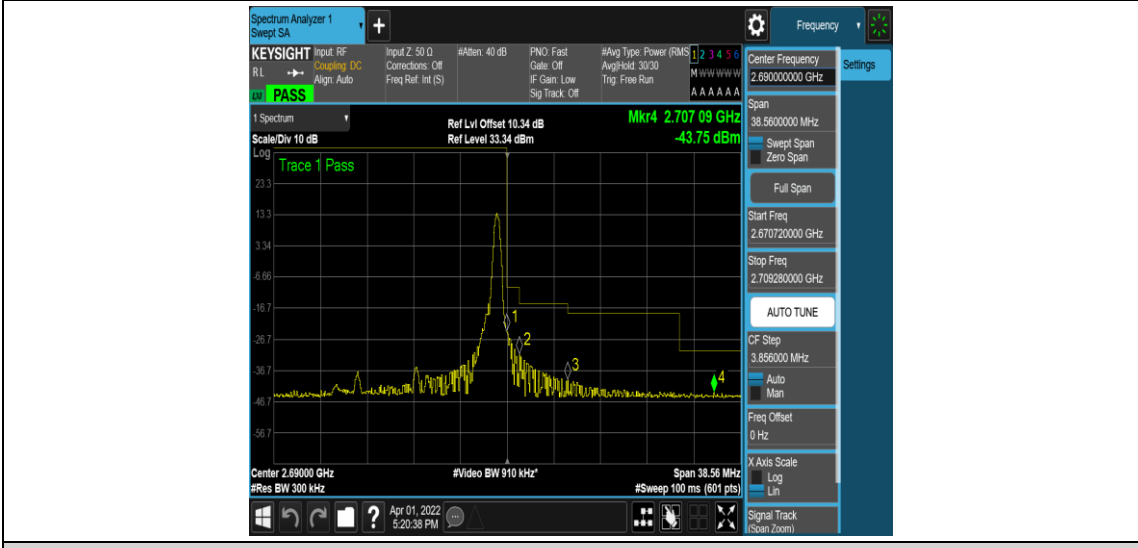 Spectrum Analyzer 1
Swept SA
+
Frequency
KEYSIGHT
RL
PASS
Input: RF
Coupling: DC
Align: Auto
Input Z: 50 Ω
Corrections: Off
Freq Ref: Int (S)
#Atten: 40 dB
PNO: Fast
Gate: Off
IF Gain: Low
Sig Track: Off
#Avg Type: Power (RMS
Avg|Hold: 30/30
Trig: Free Run
1 2 3 4 5 6
M W W W W W
A A A A A A
1 Spectrum
Scale/Div 10 dB
Ref Lvl Offset 10.34 dB
Ref Level 33.34 dBm
Mkr4 2.707 09 GHz
-43.75 dBm
Log
Trace 1 Pass
23.3
13.3
3.34
-6.66
-16.7
-26.7
-36.7
-46.7
-56.7
1
2
3
4
Center 2.69000 GHz
#Res BW 300 kHz
#Video BW 910 kHz*
Span 38.56 MHz
#Sweep 100 ms (601 pts)
?
Apr 01, 2022
5:20:38 PM
Center Frequency
2.690000000 GHz
Settings
Span
38.5600000 MHz
Swept Span
Zero Span
Full Span
Start Freq
2.670720000 GHz
Stop Freq
2.709280000 GHz
AUTO TUNE
CF Step
3.856000 MHz
Auto
Man
Freq Offset
0 Hz
X Axis Scale
Log
Lin
Signal Track
(Span Zoom)